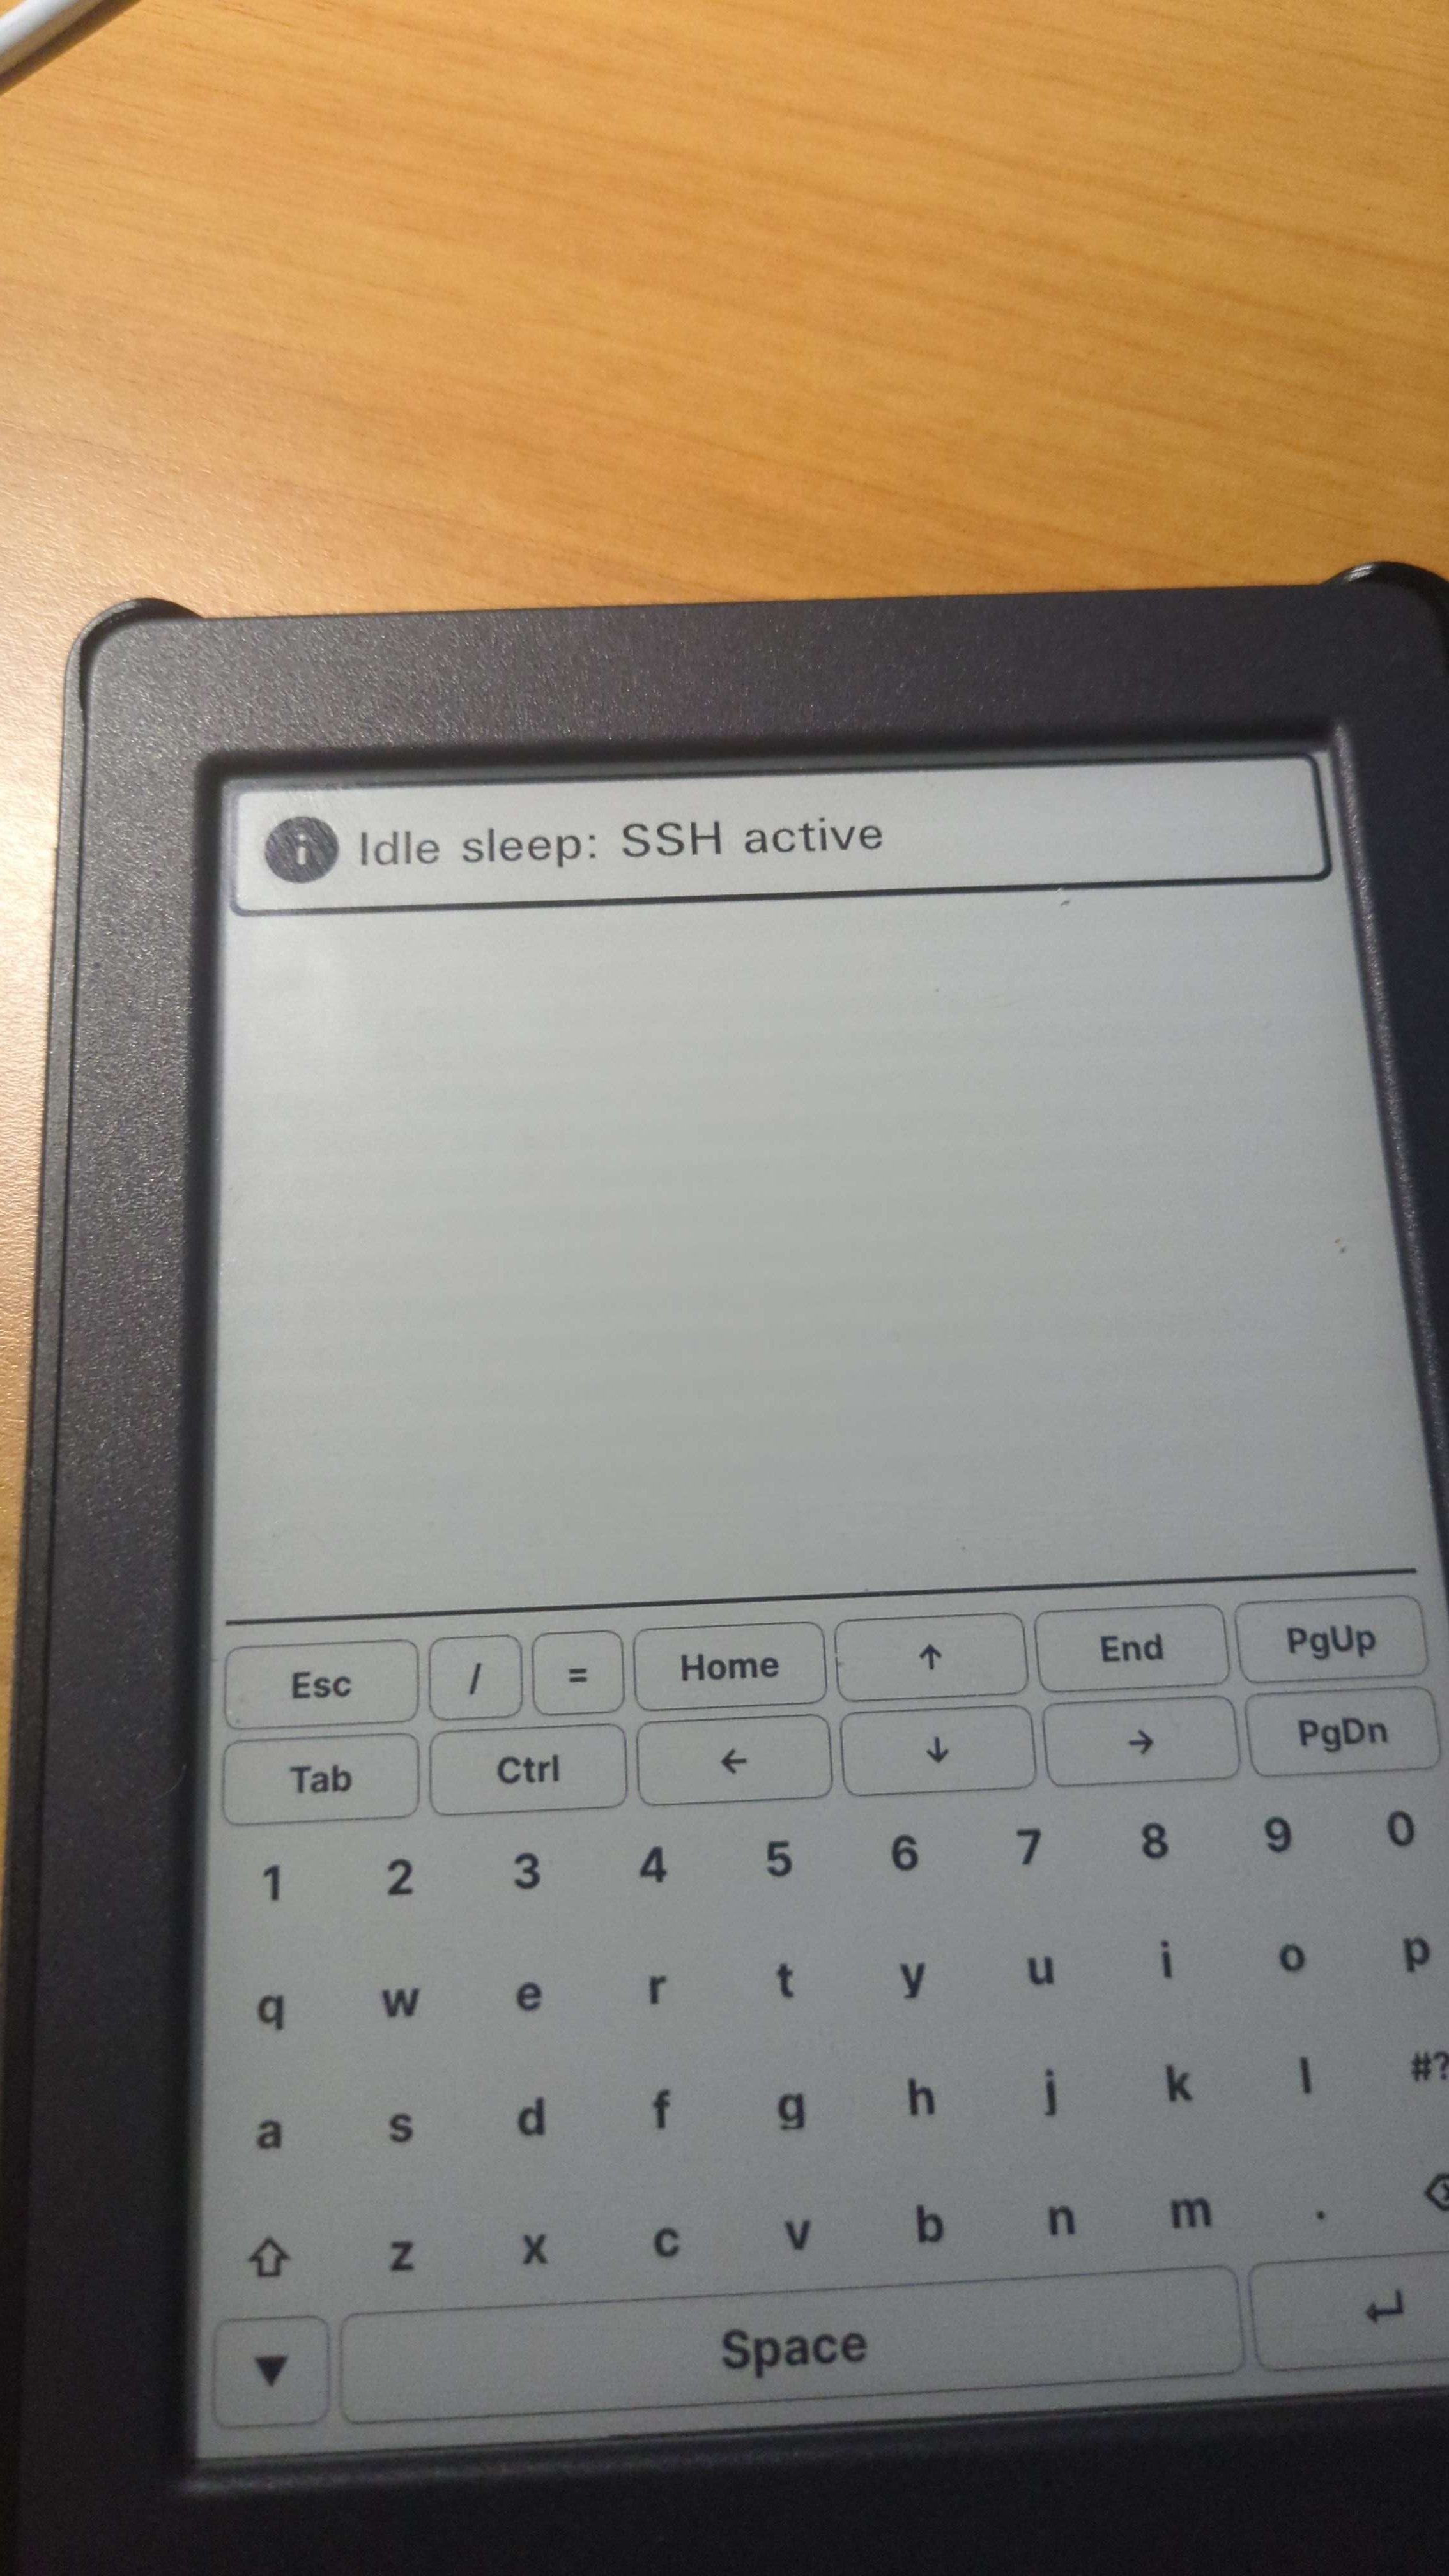 Idle sleep: SSH active
Esc / = Home ↑ End PgUp
Tab Ctrl ← ↓ → PgDn
1 2 3 4 5 6 7 8 9 0
q w e r t y u i o p
a s d f g h j k l #?
z x c v b n m .
Space